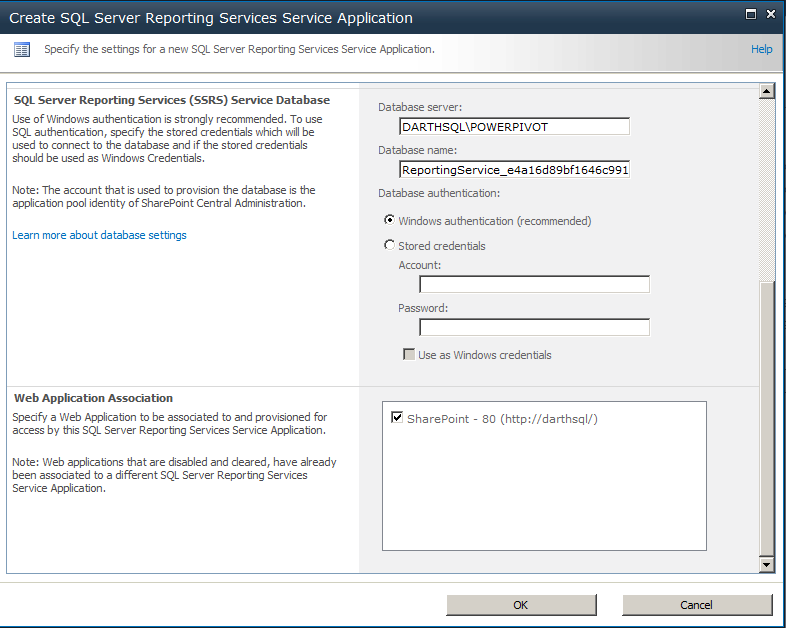 Create SQL Server Reporting Services Service Application
Specify the settings for a new SQL Server Reporting Services Service Application.
Help
SQL Server Reporting Services (SSRS) Service Database
Use of Windows authentication is strongly recommended. To use
SQL authentication, specify the stored credentials which will be
used to connect to the database and if the stored credentials
should be used as Windows Credentials.
Note: The account that is used to provision the database is the
application pool identity of SharePoint Central Administration.
Learn more about database settings
Database server:
DARTHSQL\POWERPIVOT
Database name:
ReportingService_e4a16d89bf1646c991
Database authentication:
Windows authentication (recommended)
Stored credentials
Account:
Password:
Use as Windows credentials
Web Application Association
Specify a Web Application to be associated to and provisioned for
access by this SQL Server Reporting Services Service Application.
Note: Web applications that are disabled and cleared, have already
been associated to a different SQL Server Reporting Services
Service Application.
SharePoint - 80 (http://darthsql/)
OK
Cancel